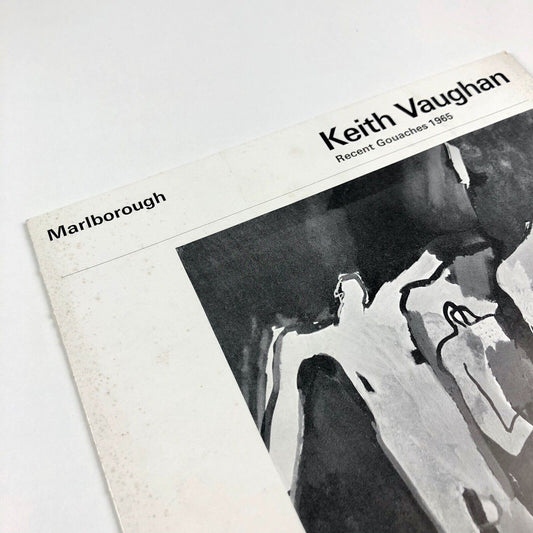 Keith Vaughan
Recent Gouaches 1965
Marlborough